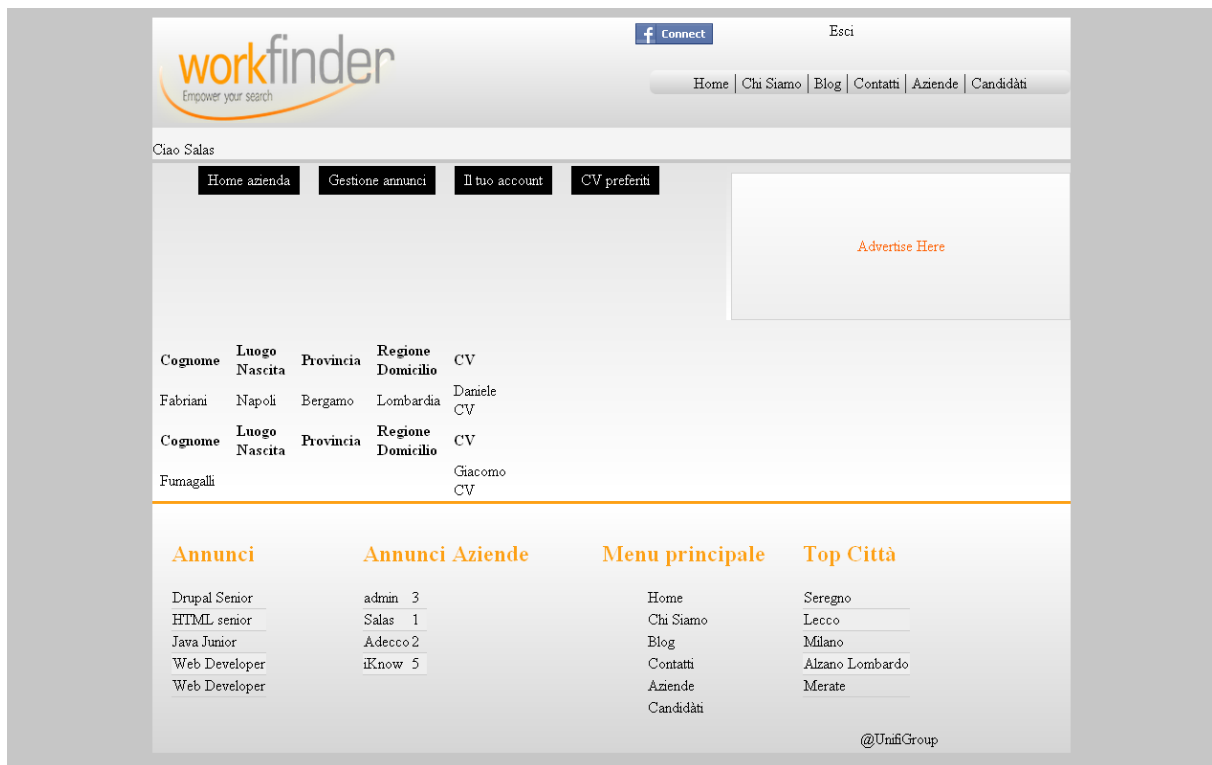 workfinder
Empower your search
f Connect
Esci
Home | Chi Siamo | Blog | Contatti | Aziende | Candidàti
Ciao Salas
Home azienda Gestione annunci Il tuo account CV preferiti
Advertise Here
Cognome Luogo Nascita Provincia Regione Domicilio CV
Fabriani Napoli Bergamo Lombardia Daniele CV
Cognome Luogo Nascita Provincia Regione Domicilio CV
Fumagalli Giacomo CV
Annunci
Drupal Senior
HTML senior
Java Junior
Web Developer
Web Developer
Annunci Aziende
admin 3
Salas 1
Adecco 2
iKnow 5
Menu principale
Home
Chi Siamo
Blog
Contatti
Aziende
Candidàti
Top Città
Seregno
Lecco
Milano
Alzano Lombardo
Merate
@UnifiGroup